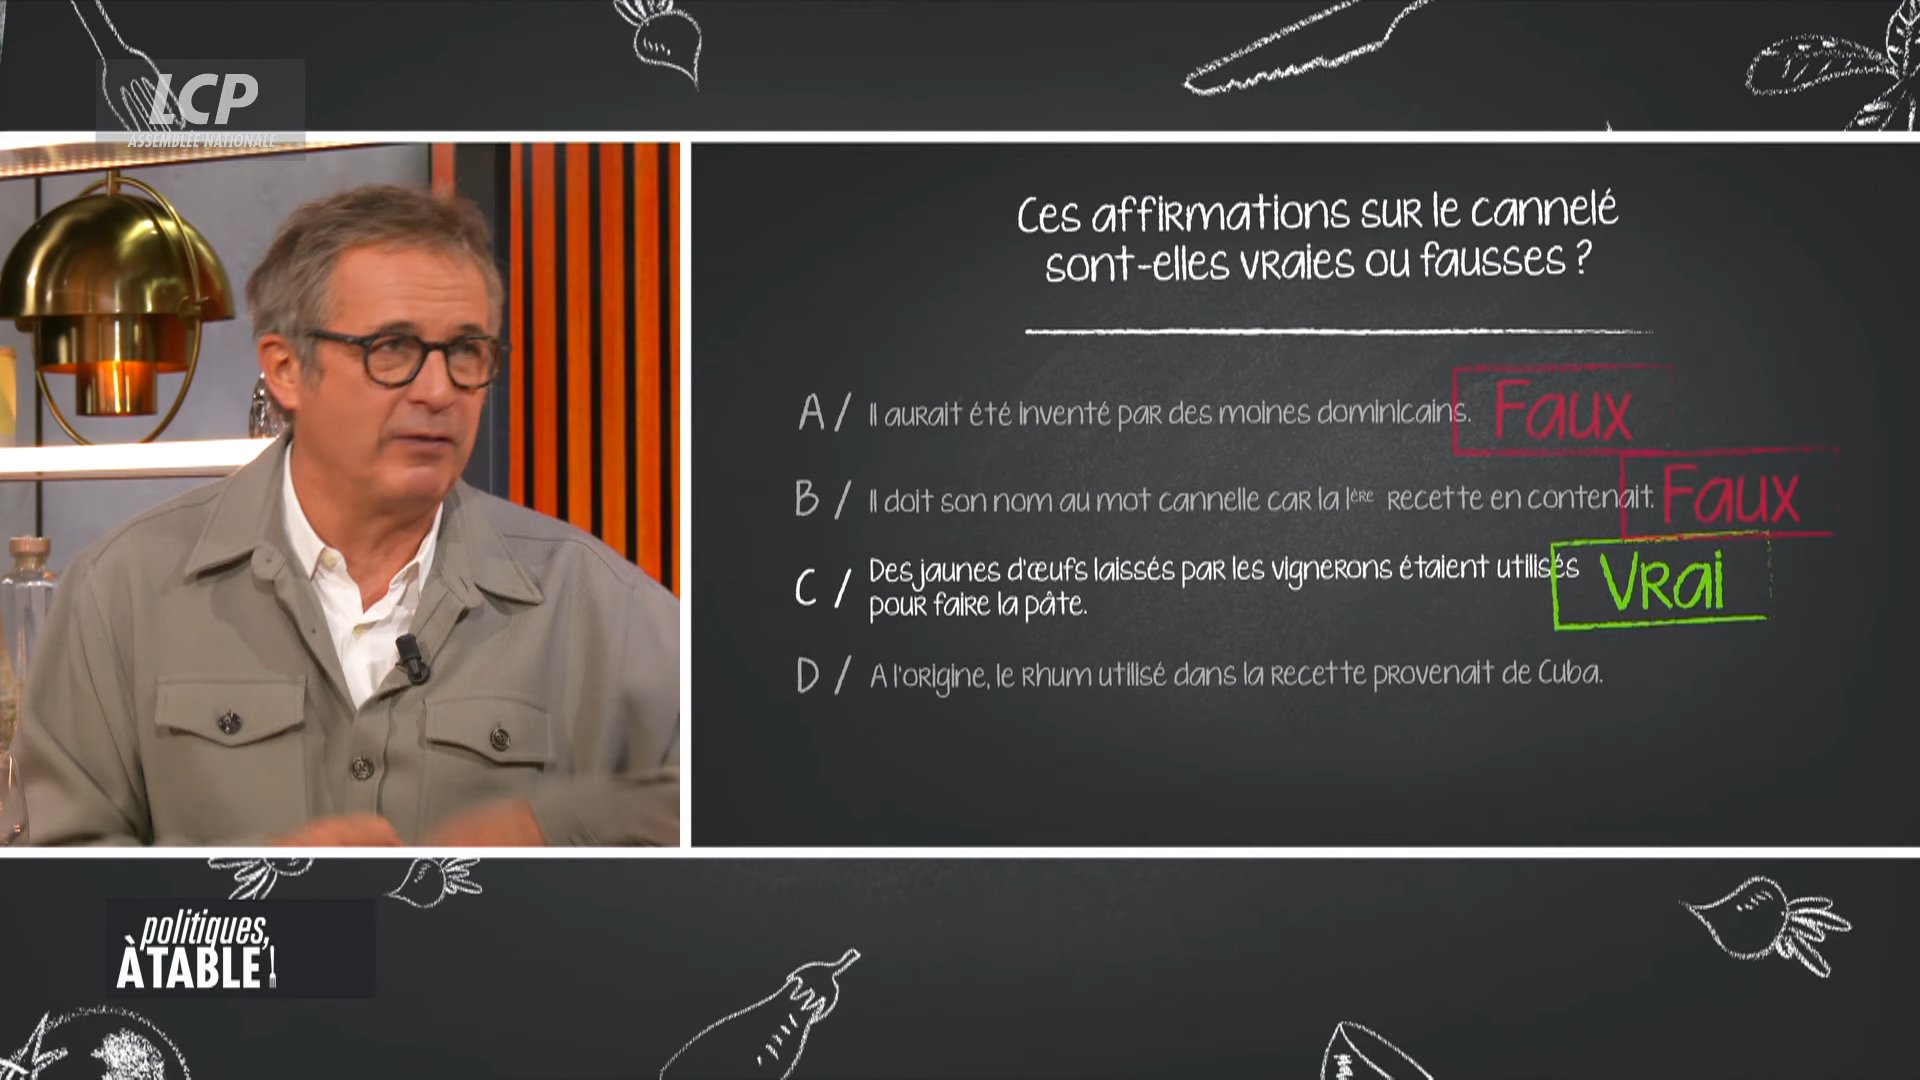 LCP
ASSEMBLÉE NATIONALE
Ces affirmations sur le cannelé
sont-elles vraies ou fausses ?
A / Il aurait été inventé par des moines dominicains. Faux
B / Il doit son nom au mot cannelle car la 1ère recette en contenait. Faux
C / Des jaunes d'œufs laissés par les vignerons étaient utilisés
pour faire la pâte. Vrai
D / A l'origine, le rhum utilisé dans la recette provenait de Cuba.
politiques,
À TABLE !